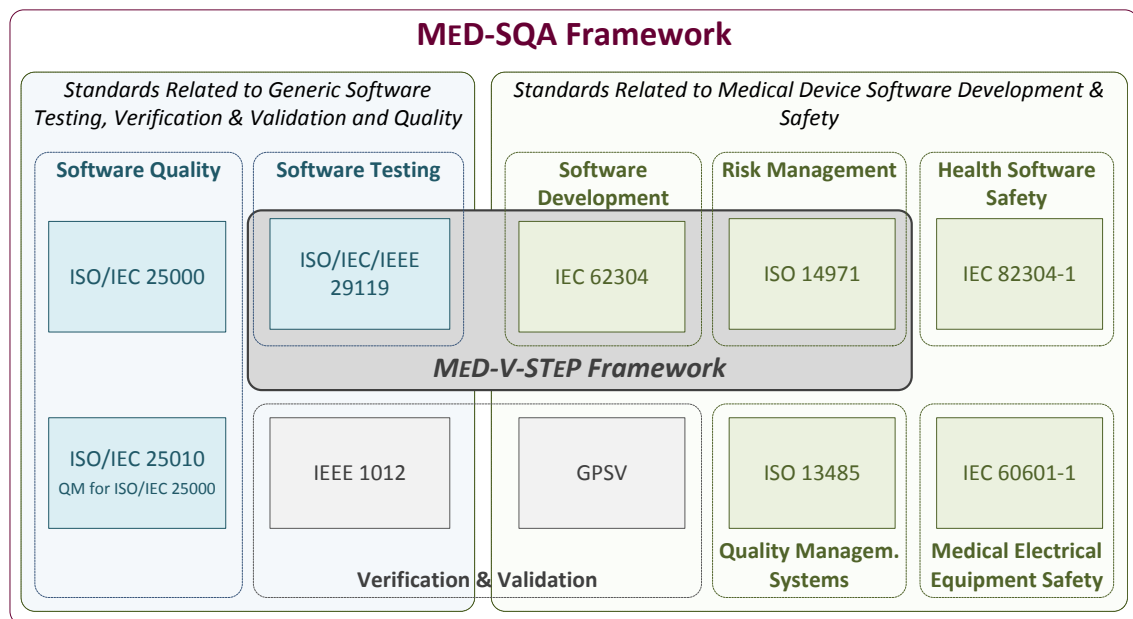 MED-SQA Framework
Standards Related to Generic Software
Testing, Verification & Validation and Quality
Standards Related to Medical Device Software Development &
Safety
Software Quality
Software Testing
Software
Development
Risk Management
Health Software
Safety
ISO/IEC 25000
ISO/IEC/IEEE
29119
IEC 62304
ISO 14971
IEC 82304-1
MED-V-STEP Framework
ISO/IEC 25010
QM for ISO/IEC 25000
IEEE 1012
GPSV
ISO 13485
IEC 60601-1
Verification & Validation
Quality Managem.
Systems
Medical Electrical
Equipment Safety